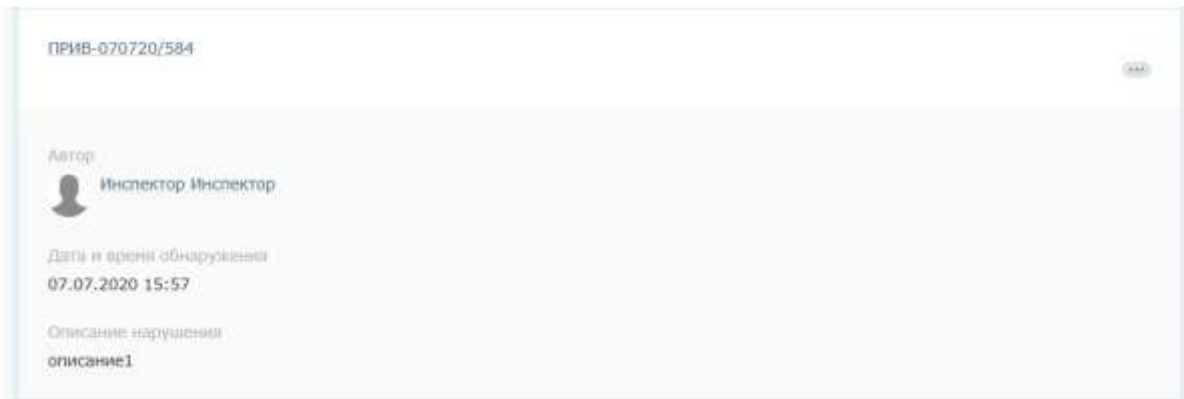 ПРИВ-070720/584
Автор
Инспектор Инспектор
Дата и время обнаружения
07.07.2020 15:57
Описание нарушения
описание1